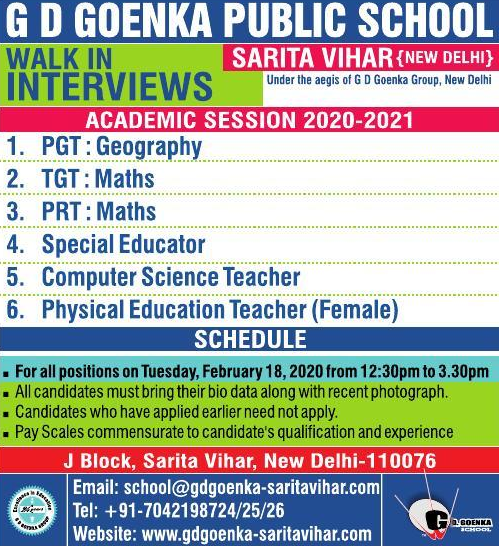 G D GOENKA PUBLIC SCHOOL
WALK IN
INTERVIEWS
SARITA VIHAR {NEW DELHI}
Under the aegis of G D Goenka Group, New Delhi
ACADEMIC SESSION 2020-2021
1. PGT : Geography
2. TGT : Maths
3. PRT : Maths
4. Special Educator
5. Computer Science Teacher
6. Physical Education Teacher (Female)
SCHEDULE
▪ For all positions on Tuesday, February 18, 2020 from 12:30pm to 3.30pm
▪ All candidates must bring their bio data along with recent photograph.
▪ Candidates who have applied earlier need not apply.
▪ Pay Scales commensurate to candidate's qualification and experience
J Block, Sarita Vihar, New Delhi-110076
Excellence in Education
G D GOENKA GROUP
Email: school@gdgoenka-saritavihar.com
Tel: +91-7042198724/25/26
Website: www.gdgoenka-saritavihar.com
G.D. GOENKA
SCHOOL